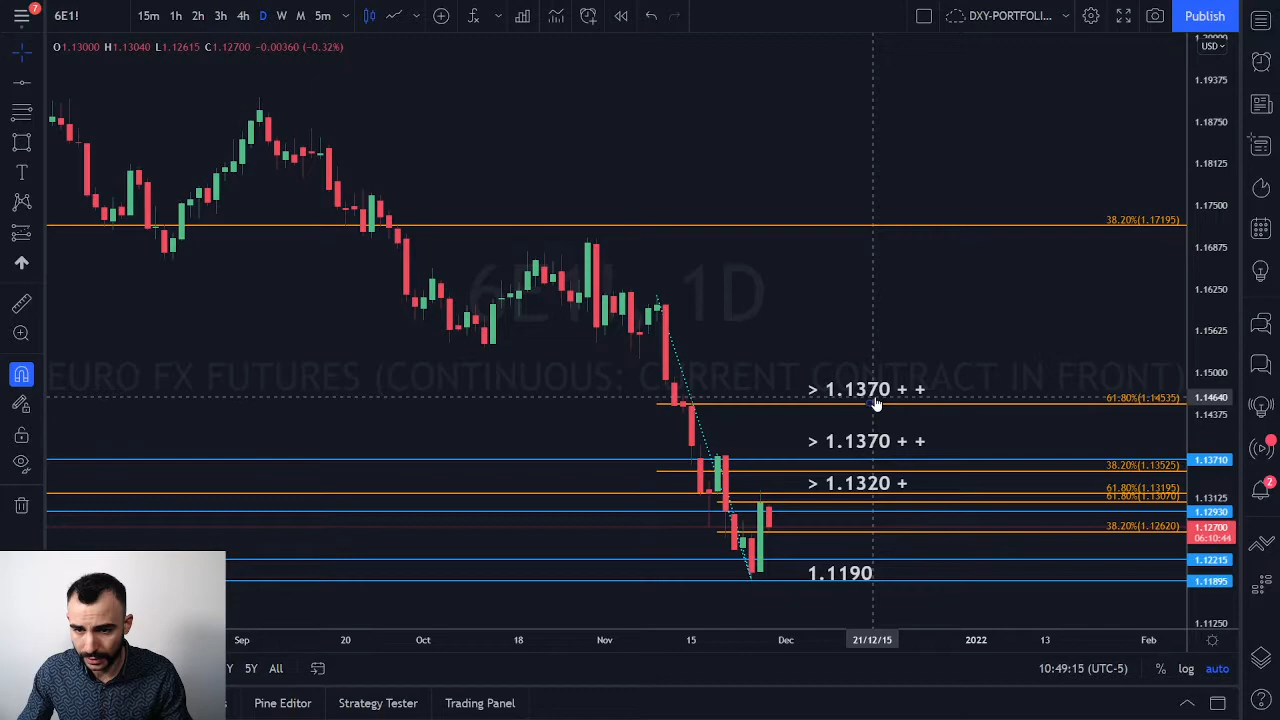 7
6E1!
15m 1h 2h 3h 4h D W M 5m
DXY-PORTFOLI...
Publish
O1.13000 H1.13040 L1.12615 C1.12700 -0.00360 (-0.32%)
USD
1.19375
1.18750
1.18125
1.17500
38.20%(1.17195)
1.16875
6E1!, 1D
1.16250
1.15625
EURO FX FUTURES (CONTINUOUS: CURRENT CONTRACT IN FRONT)
1.15000
> 1.1370 + +
61.80%(1.14535)
1.14640
1.14375
> 1.1370 + +
1.13710
38.20%(1.13525)
> 1.1320 +
61.80%(1.13195)
61.80%(1.13070)
1.13125
1.12930
38.20%(1.12620)
1.12700
06:10:44
1.12215
1.1190
1.11895
1.11250
2
Sep 20 Oct 18 Nov 15 Dec 21/12/15 2022 13 Feb
Y 5Y All
10:49:15 (UTC-5)
% log auto
Pine Editor Strategy Tester Trading Panel